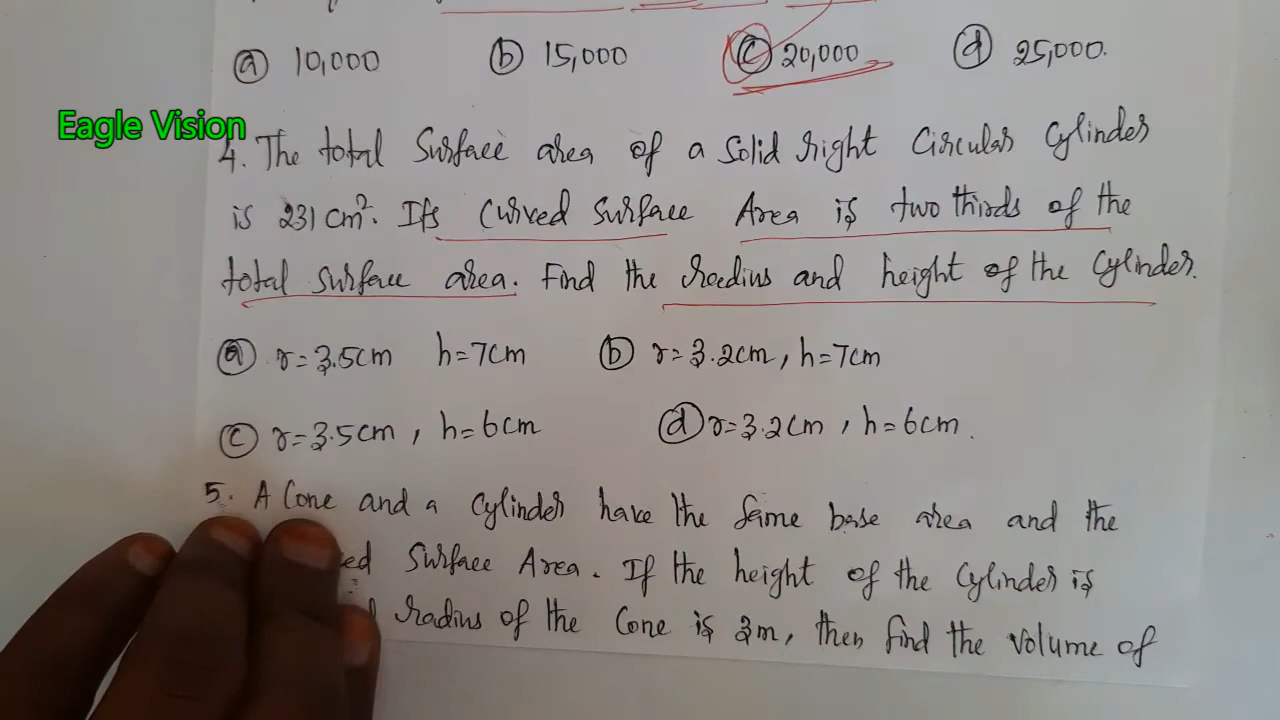 ⓐ 10,000 ⓑ 15,000 ⓒ 20,000 ⓓ 25,000.
Eagle Vision
4. The total Surface area of a Solid right Circular Cylinder
is 231 cm². Its Curved Surface Area is two thirds of the
total surface area. Find the radius and height of the Cylinder.
ⓐ r=3.5cm h=7cm ⓑ r=3.2cm, h=7cm
ⓒ r=3.5cm, h=6cm ⓓ r=3.2cm, h=6cm.
5. A Cone and a Cylinder have the Same base area and the
ed Surface Area. If the height of the Cylinder is
radius of the Cone is 3m, then find the volume of